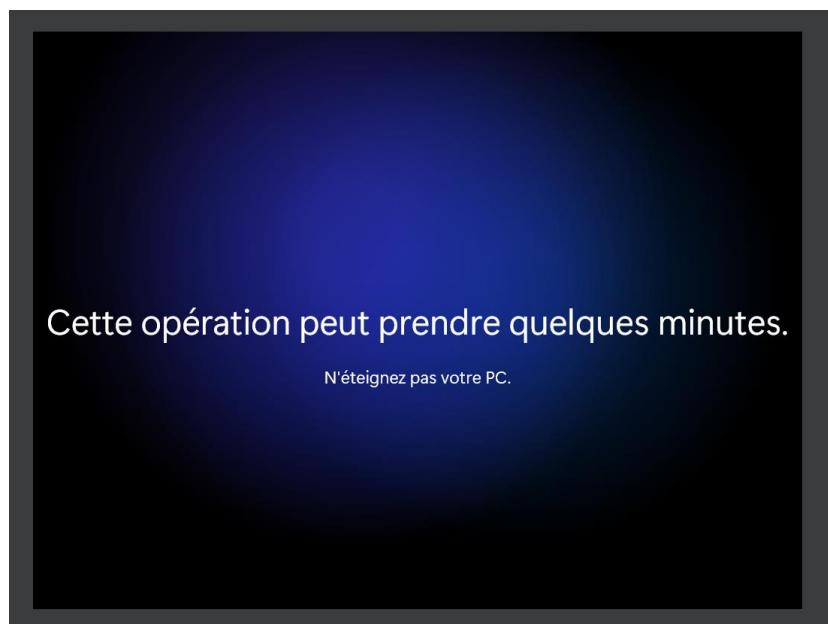 Cette opération peut prendre quelques minutes.
N'éteignez pas votre PC.